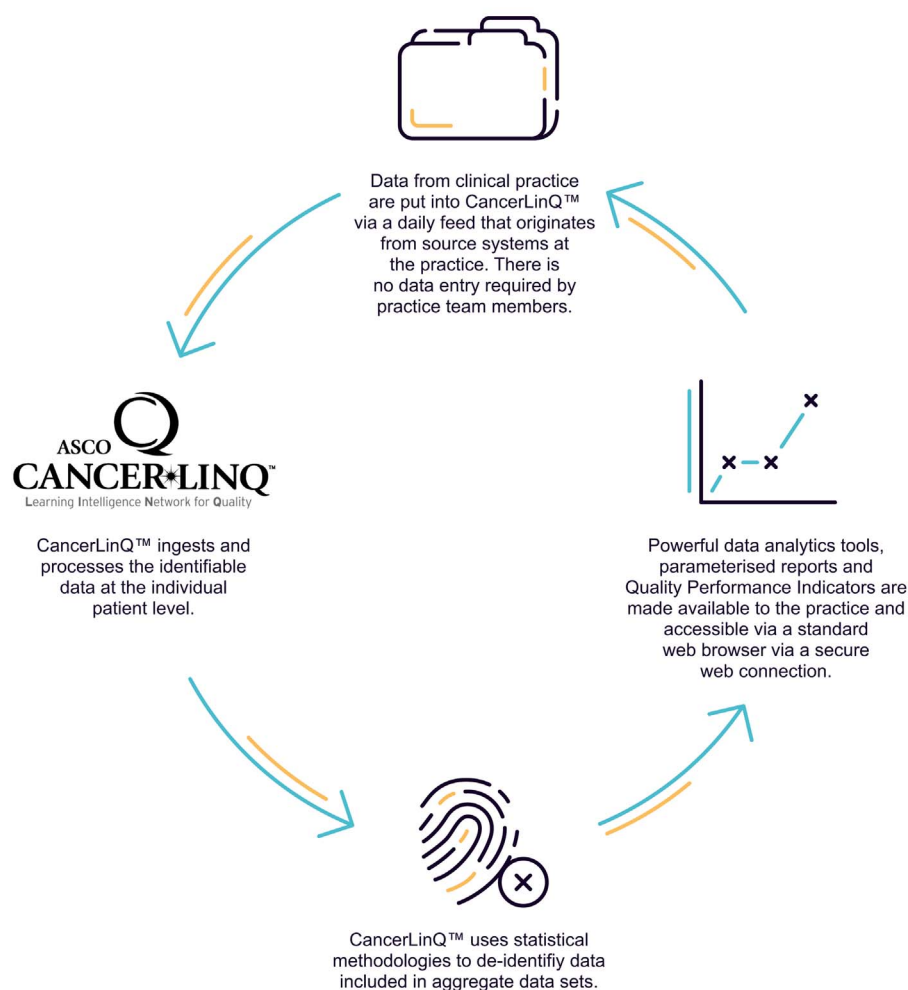 Data from clinical practice
are put into CancerLinQ™
via a daily feed that originates
from source systems at
the practice. There is
no data entry required by
practice team members.
ASCO
CANCER LINQ™
Learning Intelligence Network for Quality
CancerLinQ™ ingests and
processes the identifiable
data at the individual
patient level.
Powerful data analytics tools,
parameterised reports and
Quality Performance Indicators are
made available to the practice and
accessible via a standard
web browser via a secure
web connection.
CancerLinQ™ uses statistical
methodologies to de-identifiy data
included in aggregate data sets.